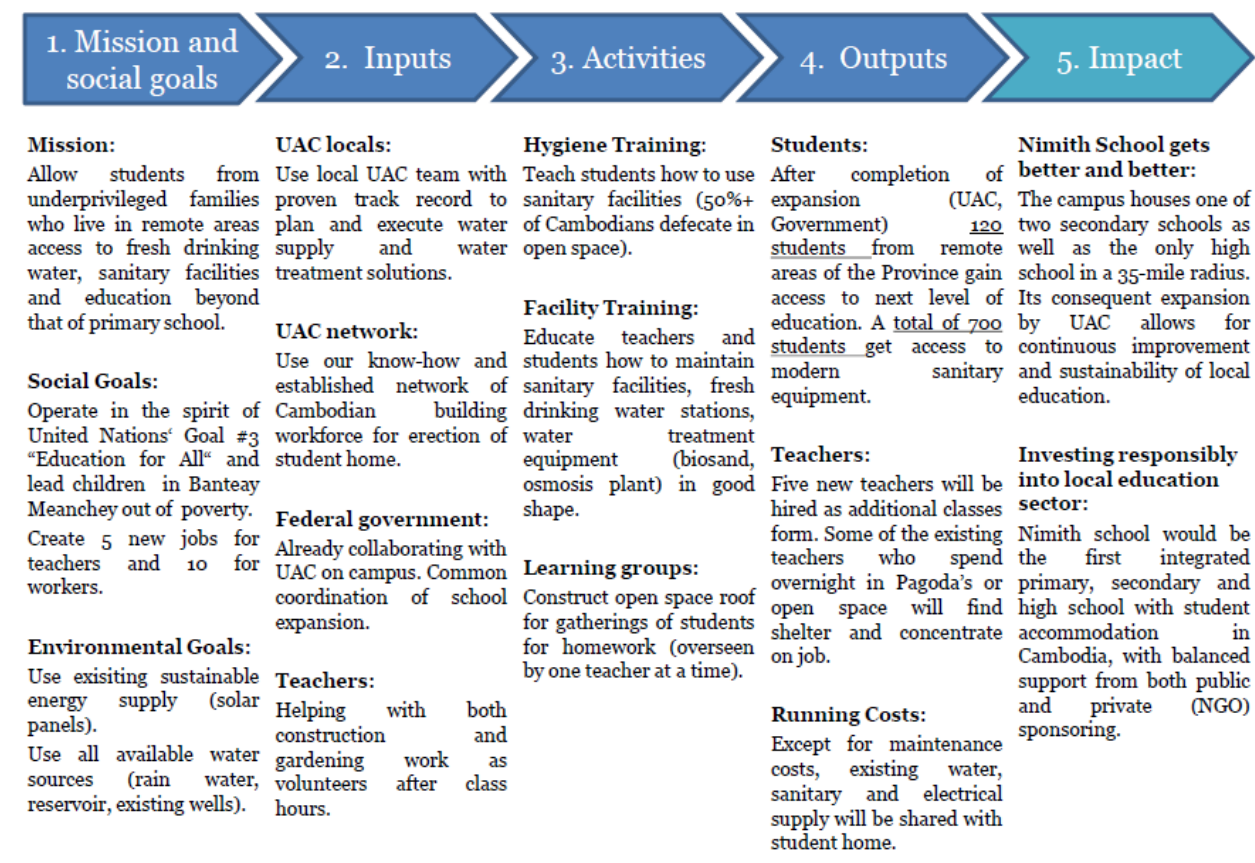 1. Mission and
social goals
2. Inputs
3. Activities
4. Outputs
5. Impact
Mission:
Allow students from
underprivileged families
who live in remote areas
access to fresh drinking
water, sanitary facilities
and education beyond
that of primary school.
Social Goals:
Operate in the spirit of
United Nations‘ Goal #3
“Education for All“ and
lead children in Banteay
Meanchey out of poverty.
Create 5 new jobs for
teachers and 10 for
workers.
Environmental Goals:
Use exisiting sustainable
energy supply (solar
panels).
Use all available water
sources (rain water,
reservoir, existing wells).
UAC locals:
Use local UAC team with
proven track record to
plan and execute water
supply and water
treatment solutions.
UAC network:
Use our know-how and
established network of
Cambodian building
workforce for erection of
student home.
Federal government:
Already collaborating with
UAC on campus. Common
coordination of school
expansion.
Teachers:
Helping with both
construction and
gardening work as
volunteers after class
hours.
Hygiene Training:
Teach students how to use
sanitary facilities (50%+
of Cambodians defecate in
open space).
Facility Training:
Educate teachers and
students how to maintain
sanitary facilities, fresh
drinking water stations,
water treatment
equipment (biosand,
osmosis plant) in good
shape.
Learning groups:
Construct open space roof
for gatherings of students
for homework (overseen
by one teacher at a time).
Students:
After completion of
expansion (UAC,
Government) 120
students from remote
areas of the Province gain
access to next level of
education. A total of 700
students get access to
modern sanitary
equipment.
Teachers:
Five new teachers will be
hired as additional classes
form. Some of the existing
teachers who spend
overnight in Pagoda’s or
open space will find
shelter and concentrate
on job.
Running Costs:
Except for maintenance
costs, existing water,
sanitary and electrical
supply will be shared with
student home.
Nimith School gets
better and better:
The campus houses one of
two secondary schools as
well as the only high
school in a 35-mile radius.
Its consequent expansion
by UAC allows for
continuous improvement
and sustainability of local
education.
Investing responsibly
into local education
sector:
Nimith school would be
the first integrated
primary, secondary and
high school with student
accommodation in
Cambodia, with balanced
support from both public
and private (NGO)
sponsoring.